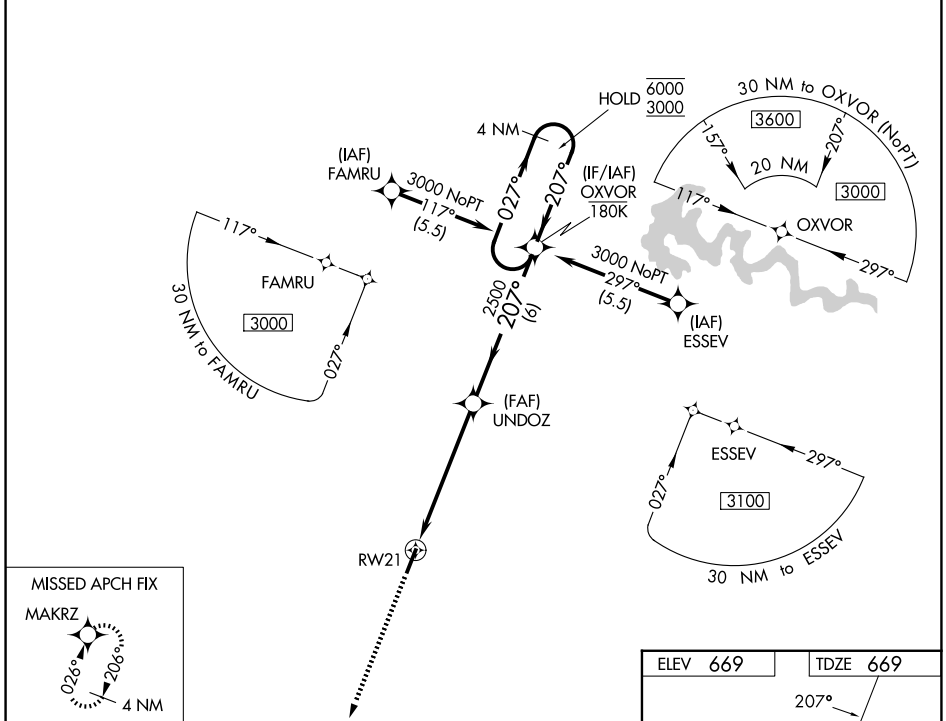 HOLD 6000
3000
4 NM
027°
207°
(IAF)
FAMRU
3000 NoPT
117°
(5.5)
(IF/IAF)
OXVOR
180K
3000 NoPT
297°
(5.5)
(IAF)
ESSEV
2500
207°
(6)
(FAF)
UNDOZ
RW21
30 NM to OXVOR (NoPT)
3600
157°
207°
20 NM
3000
117°
OXVOR
297°
117°
FAMRU
3000
027°
30 NM to FAMRU
ESSEV
297°
027°
3100
30 NM to ESSEV
MISSED APCH FIX
MAKRZ
026°
206°
4 NM
ELEV 669
TDZE 669
207°